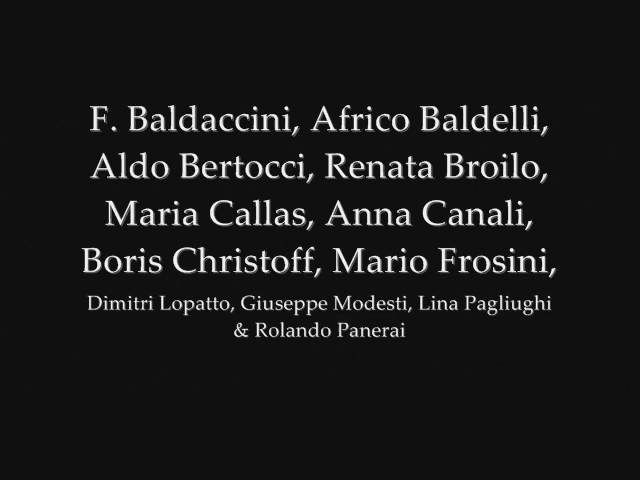 F. Baldaccini, Africo Baldelli,
Aldo Bertocci, Renata Broilo,
Maria Callas, Anna Canali,
Boris Christoff, Mario Frosini,
Dimitri Lopatto, Giuseppe Modesti, Lina Pagliughi
& Rolando Panerai